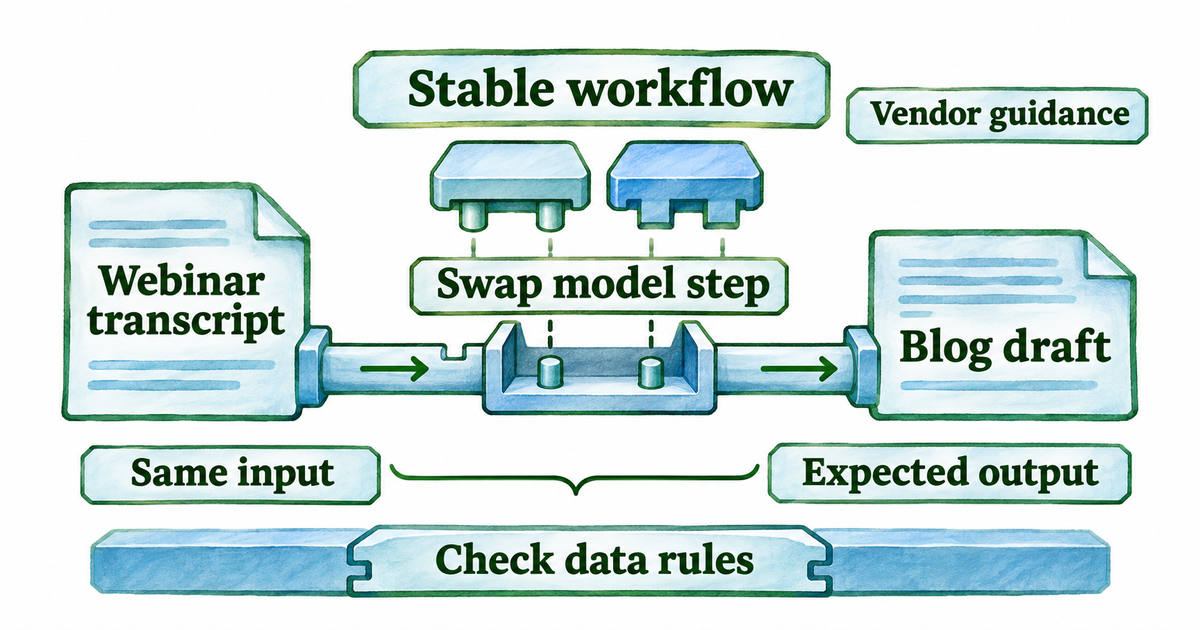 Stable workflow
Vendor guidance
Swap model step
Webinar
transcript
Blog draft
Same input
Expected output
Check data rules